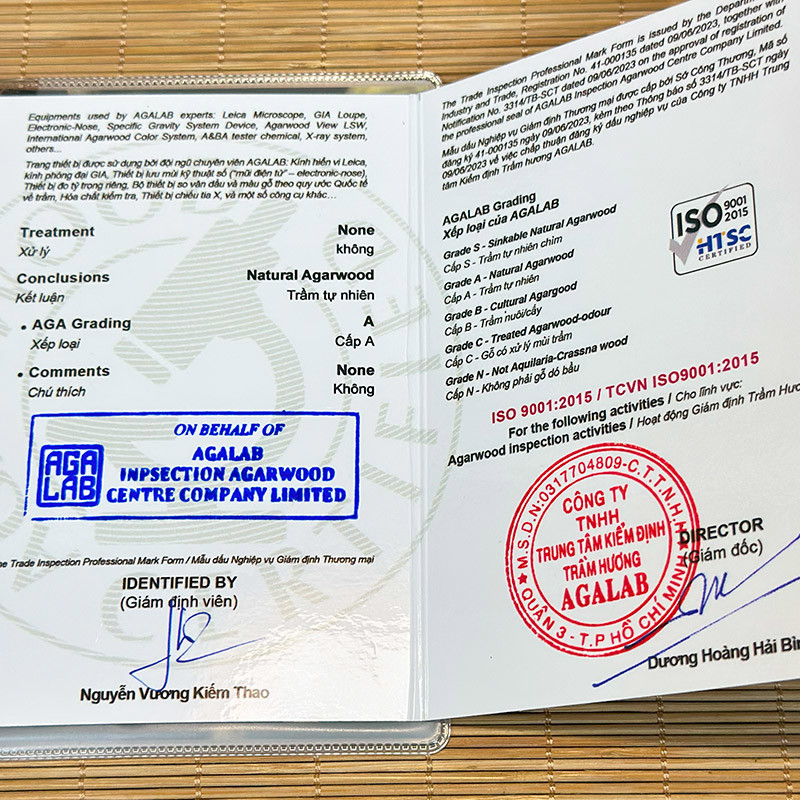 Equipments used by AGALAB experts: Leica Microscope, GIA Loupe,
Electronic-Nose, Specific Gravity System Device, Agarwood View LSW,
International Agarwood Color System, A&BA tester chemical, X-ray system,
others...
Trang thiết bị được sử dụng bởi đội ngũ chuyên viên AGALAB: Kính hiển vi Leica,
kính phóng đại GIA, Thiết bị lưu mùi kỹ thuật số ("mũi điện tử" – electronic-nose),
Thiết bị đo tỷ trọng riêng, Bộ thiết bị so vân dầu và màu gỗ theo quy ước Quốc tế
về trầm, Hóa chất kiểm tra, Thiết bị chiếu tia X, và một số công cụ khác...
Treatment None
Xử lý không
Conclusions Natural Agarwood
Kết luận Trầm tự nhiên
• AGA Grading A
Xếp loại Cấp A
• Comments None
Chú thích Không
AGA
LAB
ON BEHALF OF
AGALAB
INPSECTION AGARWOOD
CENTRE COMPANY LIMITED
The Trade Inspection Professional Mark Form / Mẫu dấu Nghiệp vụ Giám định Thương mại
IDENTIFIED BY
(Giám định viên)
Nguyễn Vương Kiếm Thao
The Trade Inspection Professional Mark Form is issued by the Department
Industry and Trade, Registration No. 41-000135 dated 09/06/2023, together with
Notification No. 3314/TB-SCT dated 09/06/2023 on the approval of registration of
the professional seal of AGALAB Inspection Agarwood Centre Company Limited.
Mẫu dấu Nghiệp vụ Giám định Thương mại được cấp bởi Sở Công Thương, Mã số
đăng ký 41-000135 ngày 09/06/2023, kèm theo Thông báo số 3314/TB-SCT ngày
09/06/2023 về việc chấp thuận đăng ký dấu nghiệp vụ của Công ty TNHH Trung
tâm Kiểm định Trầm hương AGALAB.
AGALAB Grading
Xếp loại của AGALAB
Grade S - Sinkable Natural Agarwood
Cấp S - Trầm tự nhiên chìm
Grade A - Natural Agarwood
Cấp A - Trầm tự nhiên
Grade B - Cultural Agargood
Cấp B - Trầm nuôi/cấy
Grade C - Treated Agarwood-odour
Cấp C - Gỗ có xử lý mùi trầm
Grade N - Not Aquilaria-Crassna wood
Cấp N - Không phải gỗ dó bầu
ISO 9001
2015
HTSC
CERTIFIED
ISO 9001:2015 / TCVN ISO9001:2015
For the following activities / Cho lĩnh vực:
Agarwood inspection activities / Hoạt động Giám định Trầm
M.S.D.N:0317704809-C.T.T.N.H.H
CÔNG TY
TNHH
TRUNG TÂM KIỂM ĐỊNH
TRẦM HƯƠNG
AGALAB
QUẬN 3 - T.P HỒ CHÍ MINH
DIRECTOR
(Giám đốc)
Dương Hoàng Hải